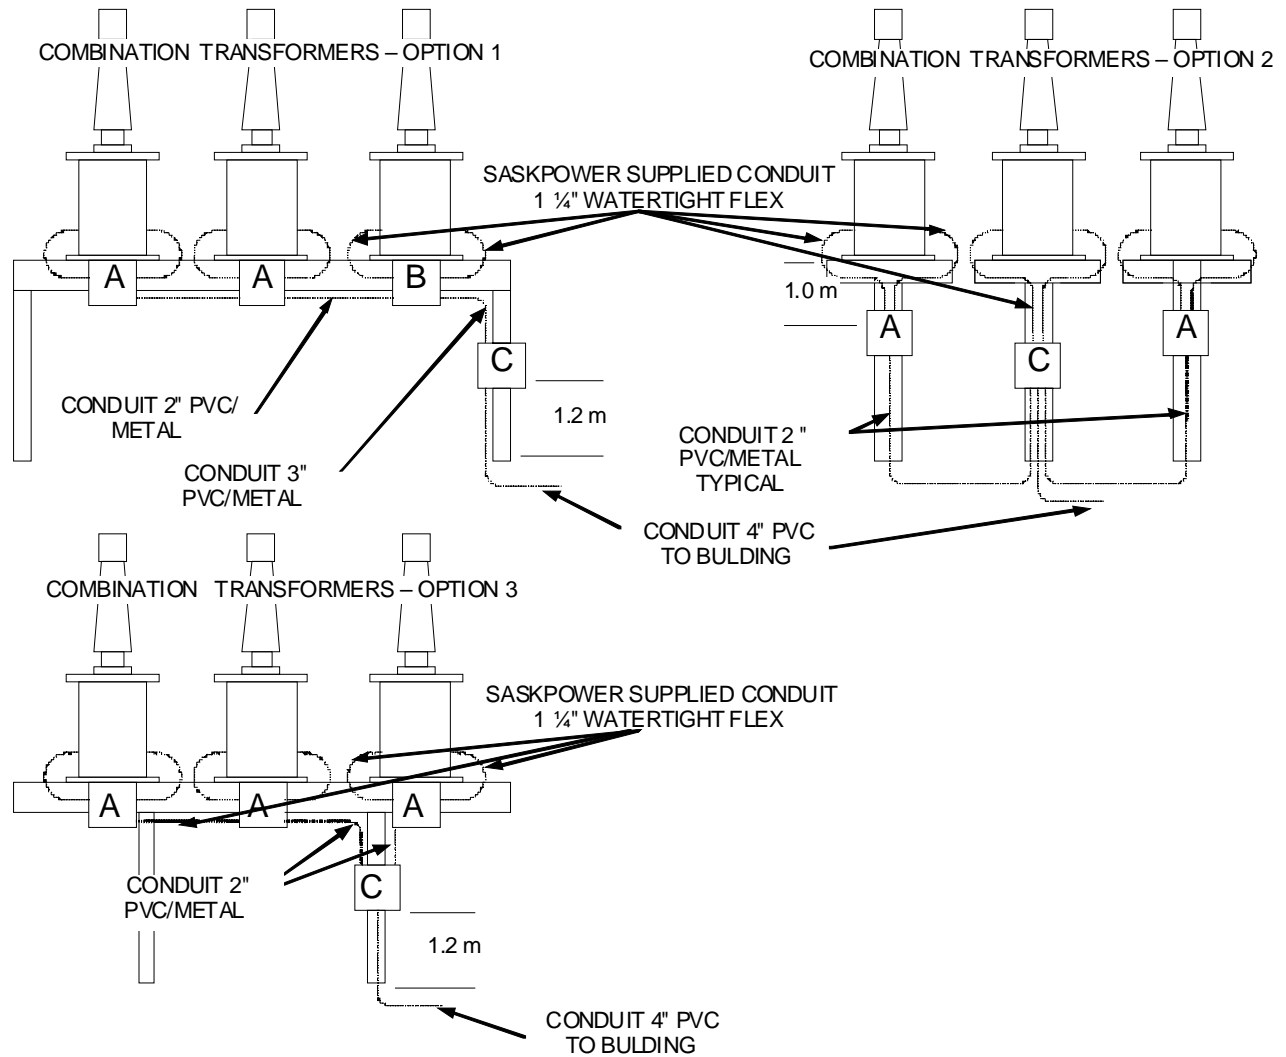 COMBINATION TRANSFORMERS – OPTION 1
COMBINATION TRANSFORMERS – OPTION 2
SASKPOWER SUPPLIED CONDUIT
1 ¼" WATERTIGHT FLEX
A
A
B
1.0 m
A
A
C
C
1.2 m
CONDUIT 2" PVC/
METAL
CONDUIT 3"
PVC/METAL
CONDUIT 2 "
PVC/METAL
TYPICAL
CONDUIT 4" PVC
TO BULDING
COMBINATION TRANSFORMERS – OPTION 3
SASKPOWER SUPPLIED CONDUIT
1 ¼" WATERTIGHT FLEX
A
A
A
C
CONDUIT 2"
PVC/METAL
1.2 m
CONDUIT 4" PVC
TO BULDING